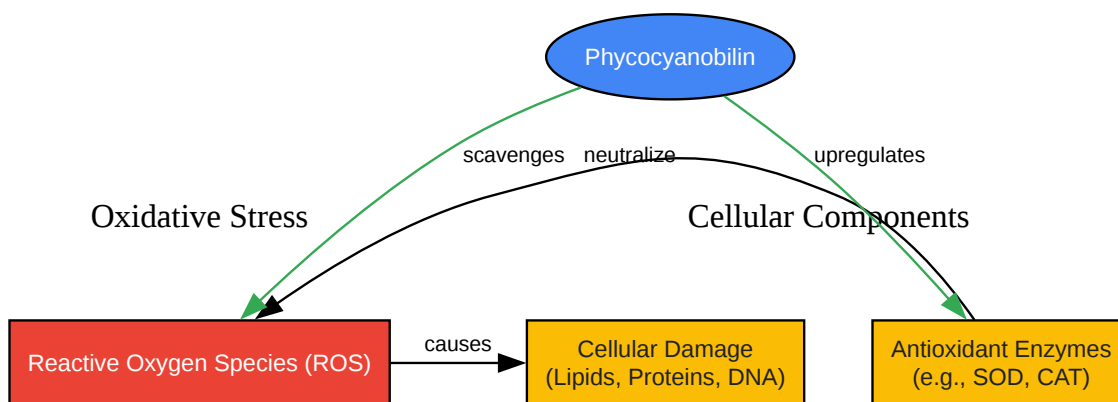 Phycocyanobilin
scavenges
neutralize
upregulates
Oxidative Stress
Cellular Components
Reactive Oxygen Species (ROS)
causes
Cellular Damage
(Lipids, Proteins, DNA)
Antioxidant Enzymes
(e.g., SOD, CAT)